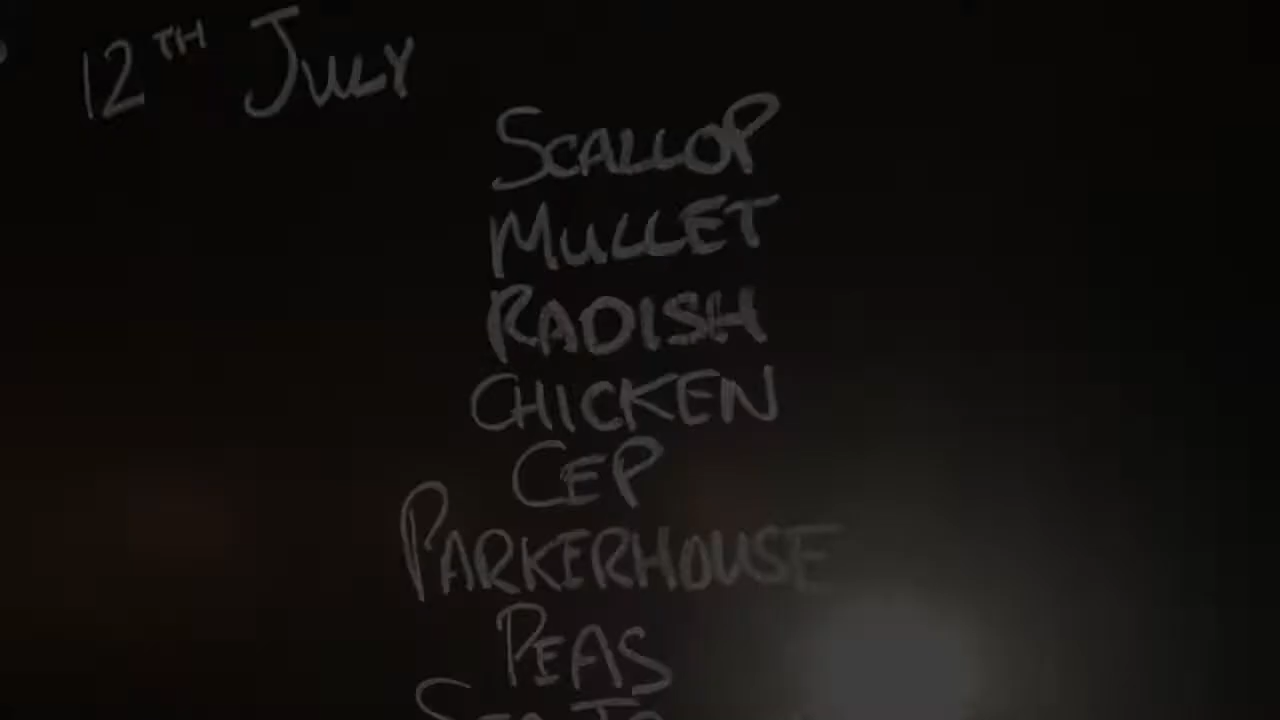 12TH JULY
SCALLOP
MULLET
RADISH
CHICKEN
CEP
PARKERHOUSE
PEAS